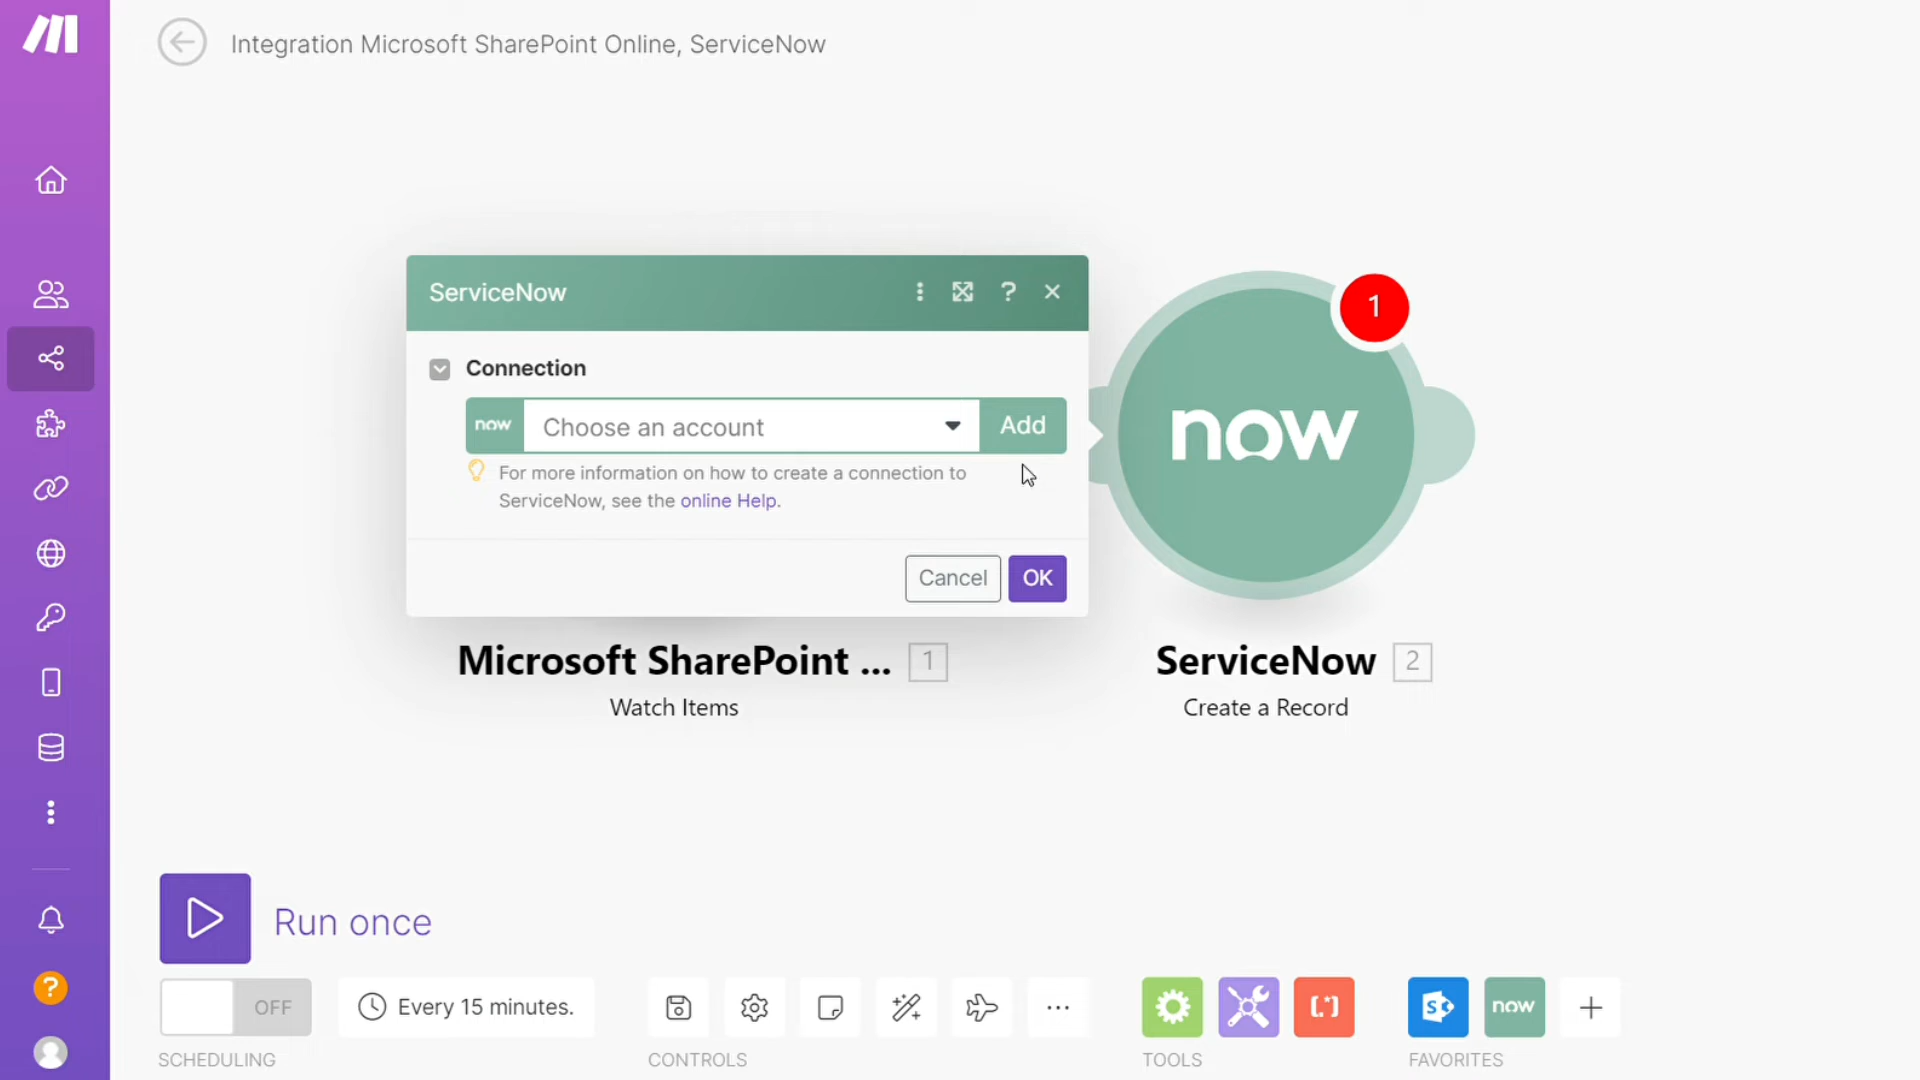 Integration Microsoft SharePoint Online, ServiceNow
ServiceNow
?
1
Connection
now
Choose an account
Add
now
For more information on how to create a connection to
ServiceNow, see the online Help.
Cancel
OK
Microsoft SharePoint ... 1
Watch Items
ServiceNow 2
Create a Record
Run once
?
OFF
Every 15 minutes.
[.*]
S
now
SCHEDULING
CONTROLS
TOOLS
FAVORITES